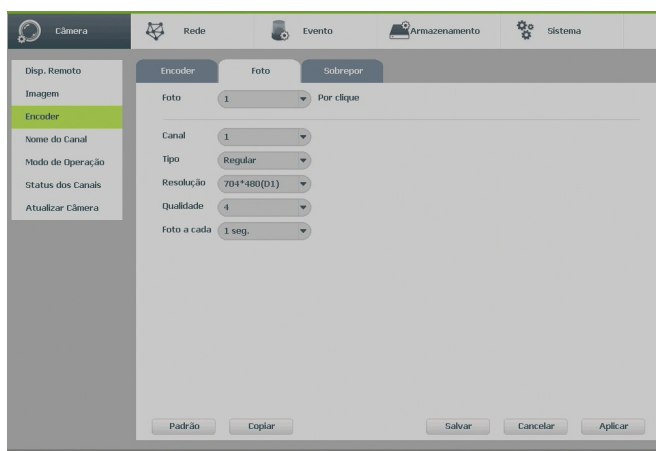 Câmera Rede Evento Armazenamento Sistema
Disp. Remoto
Imagem
Encoder
Nome do Canal
Modo de Operação
Status dos Canais
Atualizar Câmera
Encoder Foto Sobrepor
Foto 1 Por clique
Canal 1
Tipo Regular
Resolução 704*480(D1)
Qualidade 4
Foto a cada 1 seg.
Padrão Copiar Salvar Cancelar Aplicar